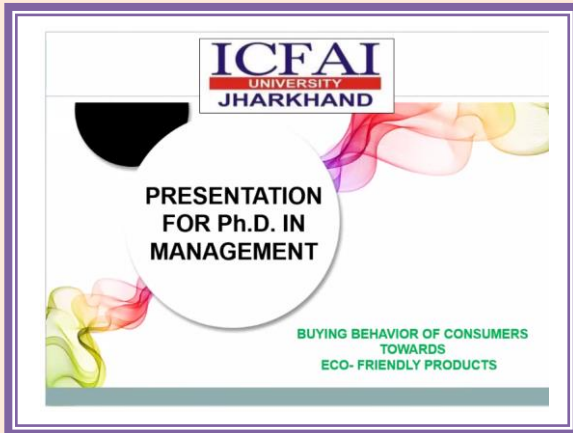 ICFAI
UNIVERSITY
JHARKHAND
PRESENTATION
FOR Ph.D. IN
MANAGEMENT
BUYING BEHAVIOR OF CONSUMERS
TOWARDS
ECO- FRIENDLY PRODUCTS